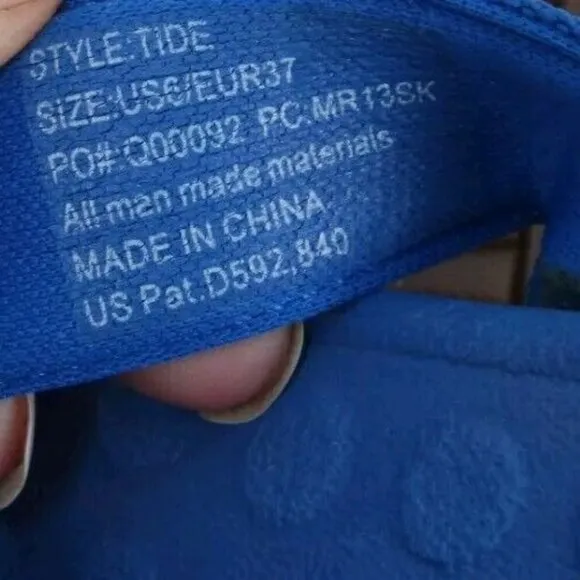 STYLE:TIDE
SIZE:US6/EUR37
PO#:Q00092 PC:MR13SK
All man made materials
MADE IN CHINA
US Pat.D592,840